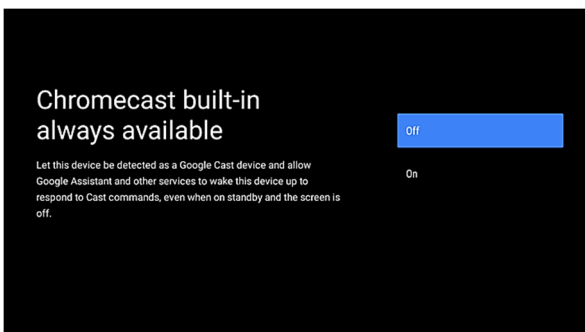 Chromecast built-in
always available
Let this device be detected as a Google Cast device and allow
Google Assistant and other services to wake this device up to
respond to Cast commands, even when on standby and the screen is
off.
Off
On